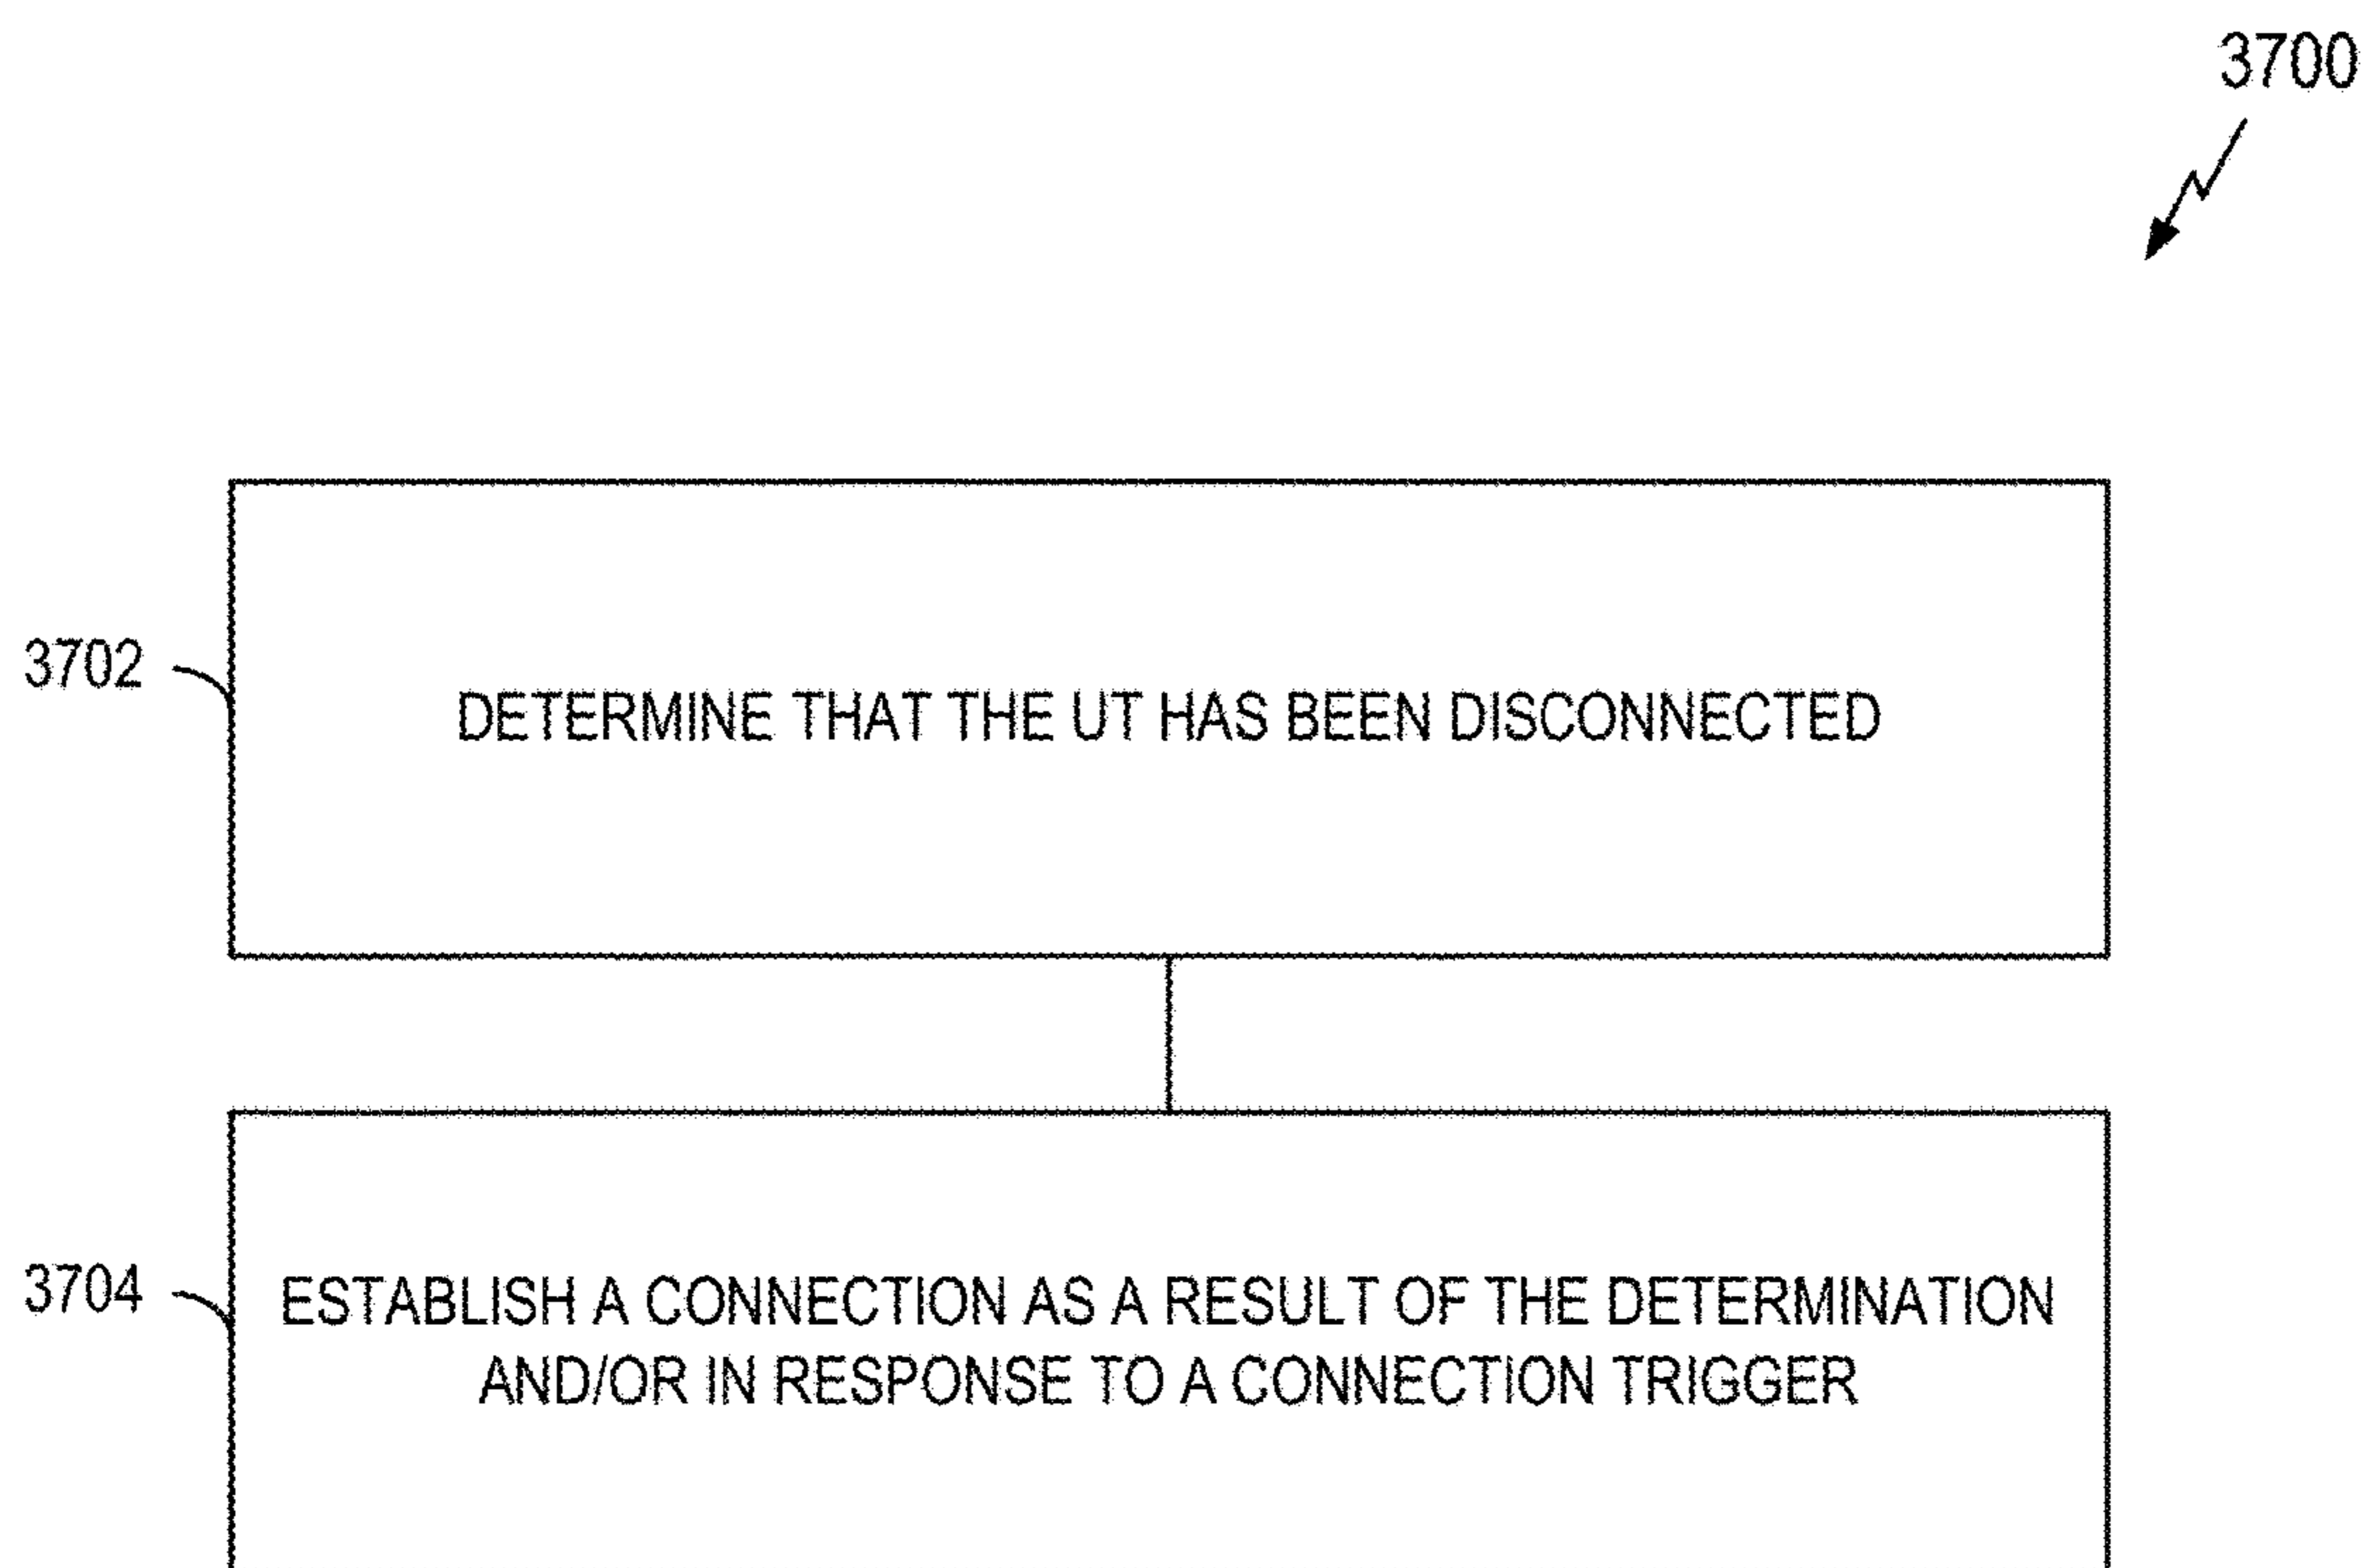 3700
3702
DETERMINE THAT THE UT HAS BEEN DISCONNECTED
3704
ESTABLISH A CONNECTION AS A RESULT OF THE DETERMINATION
AND/OR IN RESPONSE TO A CONNECTION TRIGGER